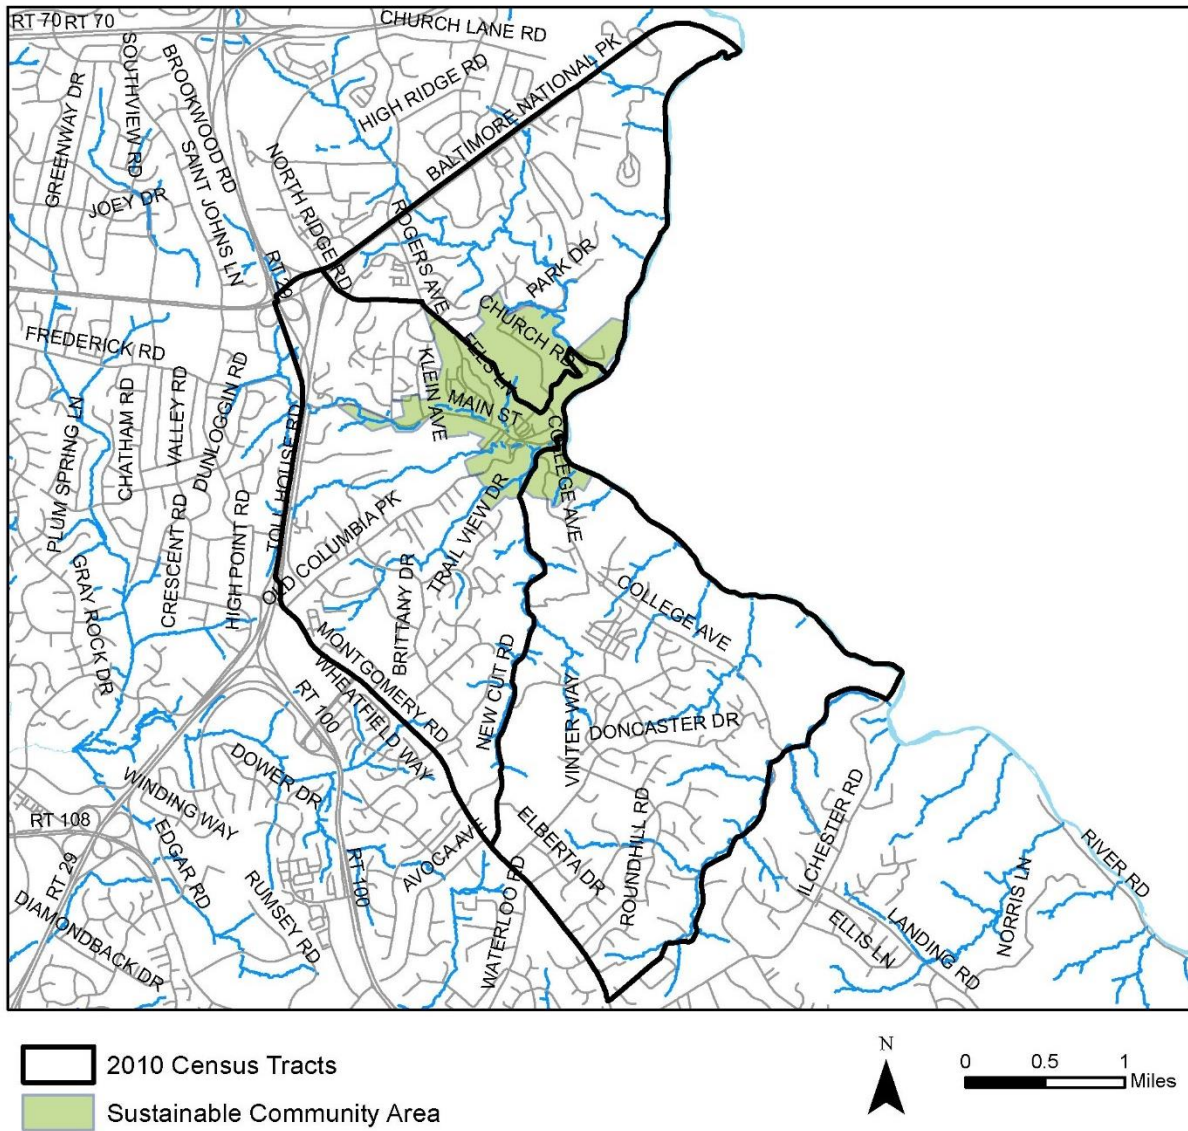 RT 70
RT 70
CHURCH LANE RD
SOUTHVIEW RD
BROOKWOOD RD
GREENWAY DR
HIGH RIDGE RD
BALTIMORE NATIONAL PK
SAINT JOHNS LN
NORTH RIDGE RD
JOEY DR
ROGERS AVE
RT 29
PARK DR
CHURCH RD
FREDERICK RD
FELS LN
KLEIN AVE
MAIN ST
COLLEGE AVE
PLUM SPRING LN
CHATHAM RD
VALLEY RD
DUNLOGGIN RD
TOLL HOUSE RD
CRESCENT RD
HIGH POINT RD
OLD COLUMBIA PK
TRAIL VIEW DR
BRITTANY DR
GRAY ROCK DR
COLLEGE AVE
MONTGOMERY RD
WHEATFIELD WAY
NEW CUT RD
VINTER WAY
DONCASTER DR
RT 100
DOWER DR
WINDING WAY
RT 108
EDGAR RD
RT 29
RUMSEY RD
RT 100
AVOCA AVE
ELBERTA DR
ROUNDHILL RD
ILCHESTER RD
RIVER RD
DIAMONDBACK DR
WATERLOO RD
ELLIS LN
LANDING RD
NORRIS LN
2010 Census Tracts
Sustainable Community Area
N
0 0.5 1
Miles